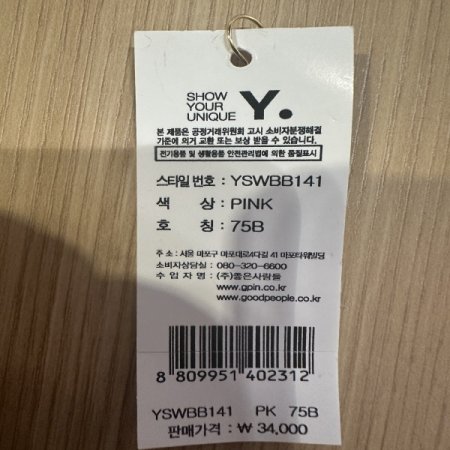 SHOW
YOUR
UNIQUE
Y.
본 제품은 공정거래위원회 고시 소비자분쟁해결
기준에 의거 교환 또는 보상 받을 수 있습니다.
전기용품 및 생활용품 안전관리법에 의한 품질표시
스타일 번호 : YSWBB141
색 상 : PINK
호 칭 : 75B
주 소 : 서울 마포구 마포대로4다길 41 마포타워빌딩
소비자상담실 : 080-320-6600
수 입 자 명 : (주)좋은사람들
www.gpin.co.kr
www.goodpeople.co.kr
8 809951 402312
YSWBB141 PK 75B
판매가격 : ₩ 34,000